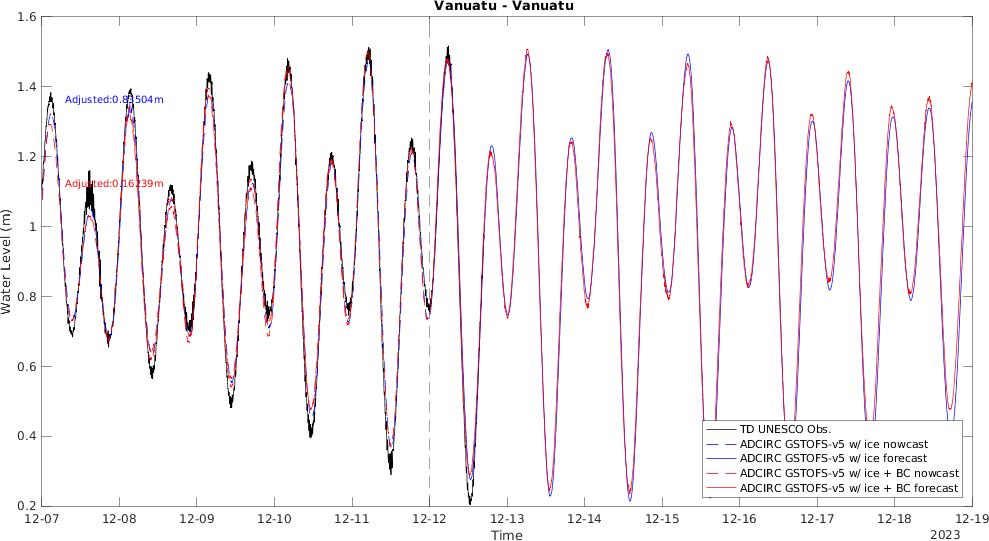 Vanuatu - Vanuatu
1.6
1.4
1.2
1
0.8
0.6
0.4
0.2
Water Level (m)
Adjusted:0.83504m
Adjusted:0.16239m
TD UNESCO Obs.
ADCIRC GSTOFS-v5 w/ ice nowcast
ADCIRC GSTOFS-v5 w/ ice forecast
ADCIRC GSTOFS-v5 w/ ice + BC nowcast
ADCIRC GSTOFS-v5 w/ ice + BC forecast
12-07 12-08 12-09 12-10 12-11 12-12 12-13 12-14 12-15 12-16 12-17 12-18 12-19
Time
2023